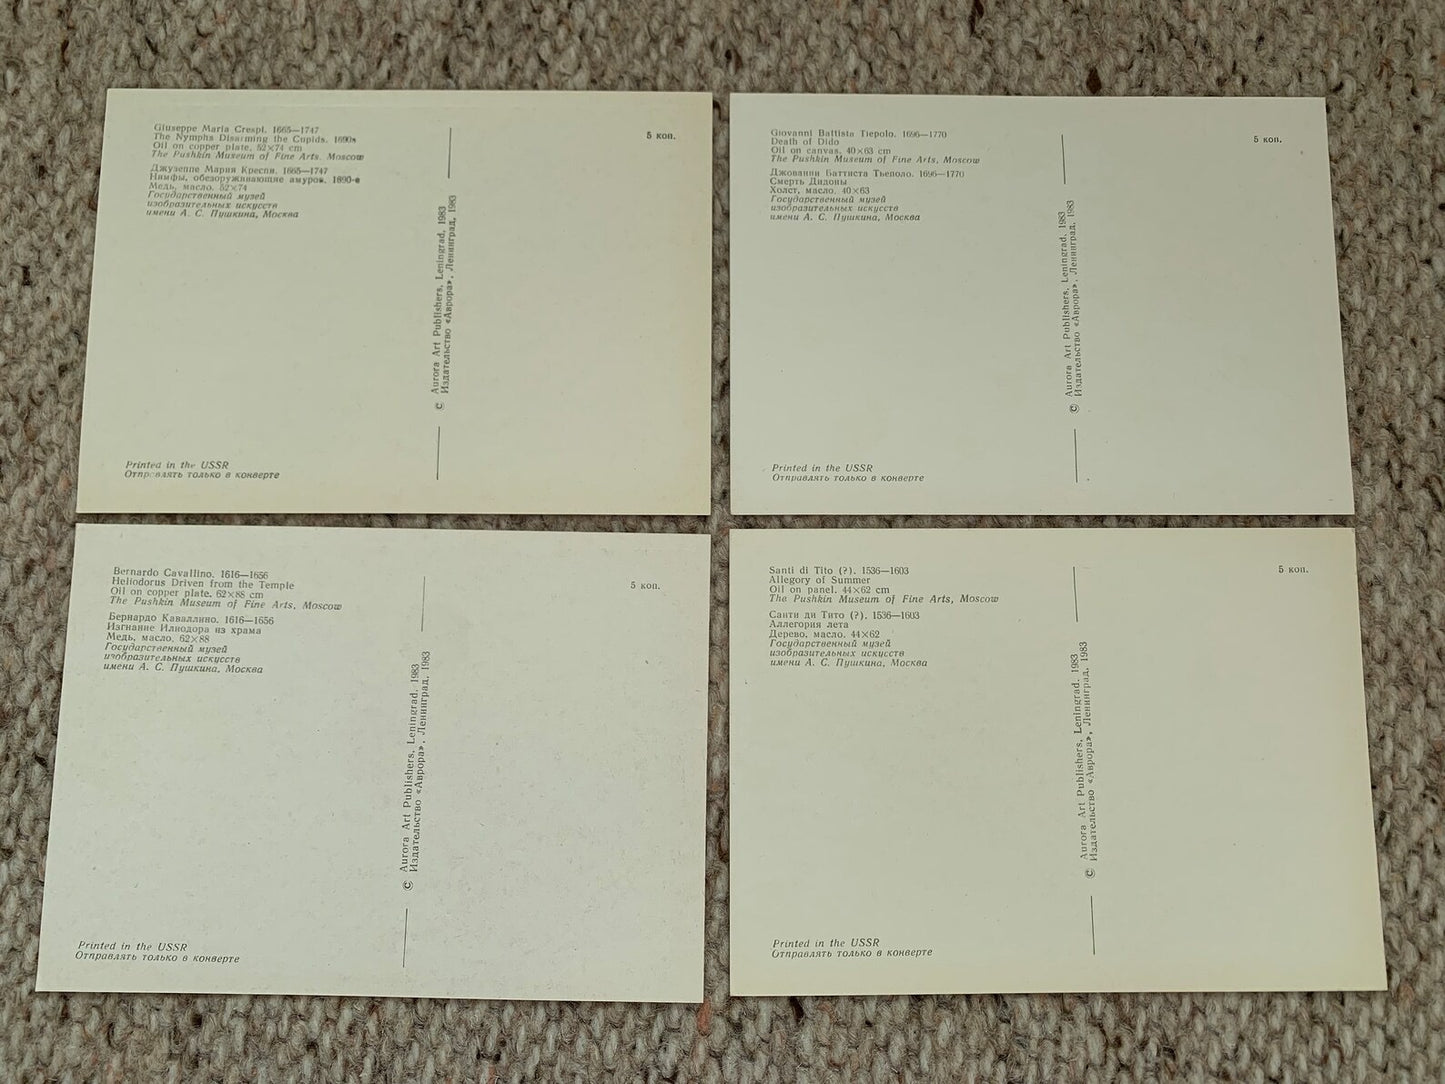 Giuseppe Maria Crespi. 1665—1747
The Nymphs Disarming the Cupids. 1690s
Oil on copper plate. 52×74 cm
The Pushkin Museum of Fine Arts. Moscow
Джузеппе Мария Креспи. 1665—1747
Нимфы, обезоруживающие амуров. 1690-е
Медь, масло. 52×74
Государственный музей
изобразительных искусств
имени А. С. Пушкина, Москва
5 коп.
© Aurora Art Publishers, Leningrad, 1983
Издательство «Аврора», Ленинград, 1983
Printed in the USSR
Отправлять только в конверте
Giovanni Battista Tiepolo. 1696—1770
Death of Dido
Oil on canvas. 40×63 cm
The Pushkin Museum of Fine Arts, Moscow
Джованни Баттиста Тьеполо. 1696—1770
Смерть Дидоны
Холст, масло. 40×63
Государственный музей
изобразительных искусств
имени А. С. Пушкина, Москва
5 коп.
© Aurora Art Publishers, Leningrad, 1983
Издательство «Аврора», Ленинград, 1983
Printed in the USSR
Отправлять только в конверте
Bernardo Cavallino. 1616—1656
Heliodorus Driven from the Temple
Oil on copper plate. 62×88 cm
The Pushkin Museum of Fine Arts, Moscow
Бернардо Каваллино. 1616—1656
Изгнание Илиодора из храма
Медь, масло. 62×88
Государственный музей
изобразительных искусств
имени А. С. Пушкина, Москва
5 коп.
© Aurora Art Publishers, Leningrad, 1983
Издательство «Аврора», Ленинград, 1983
Printed in the USSR
Отправлять только в конверте
Santi di Tito (?). 1536—1603
Allegory of Summer
Oil on panel. 44×62 cm
The Pushkin Museum of Fine Arts, Moscow
Санти ди Тито (?). 1536—1603
Аллегория лета
Дерево, масло. 44×62
Государственный музей
изобразительных искусств
имени А. С. Пушкина, Москва
5 коп.
© Aurora Art Publishers, Leningrad, 1983
Издательство «Аврора», Ленинград, 1983
Printed in the USSR
Отправлять только в конверте